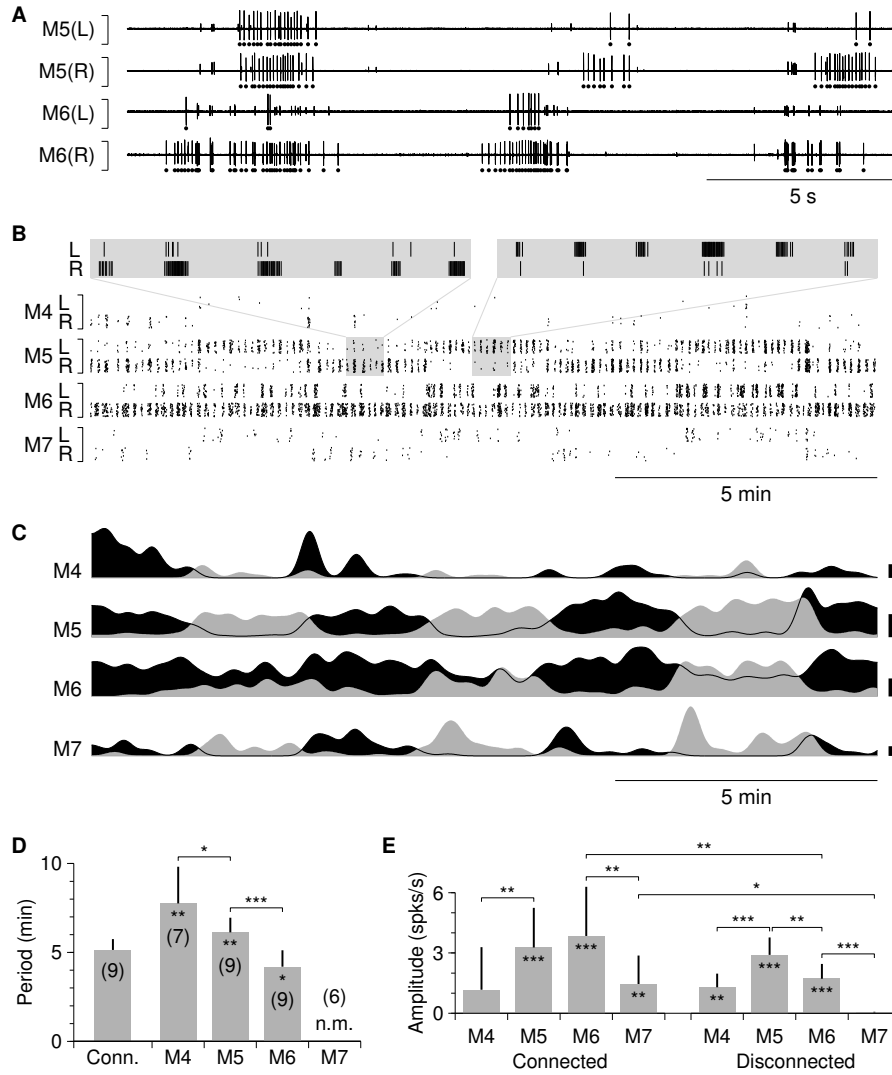 A
M5(L)
M5(R)
M6(L)
M6(R)
5 s
B
L
R
M4 L
R
M5 L
R
M6 L
R
M7 L
R
5 min
C
M4
M5
M6
M7
5 min
D
Period (min)
10
5
0
*
***
**
(7)
**
(9)
*
(9)
(9)
(6)
n.m.
Conn. M4 M5 M6 M7
E
Amplitude (spks/s)
6
3
0
**
**
**
*
***
**
***
***
***
**
**
***
***
M4 M5 M6 M7 M4 M5 M6 M7
Connected Disconnected